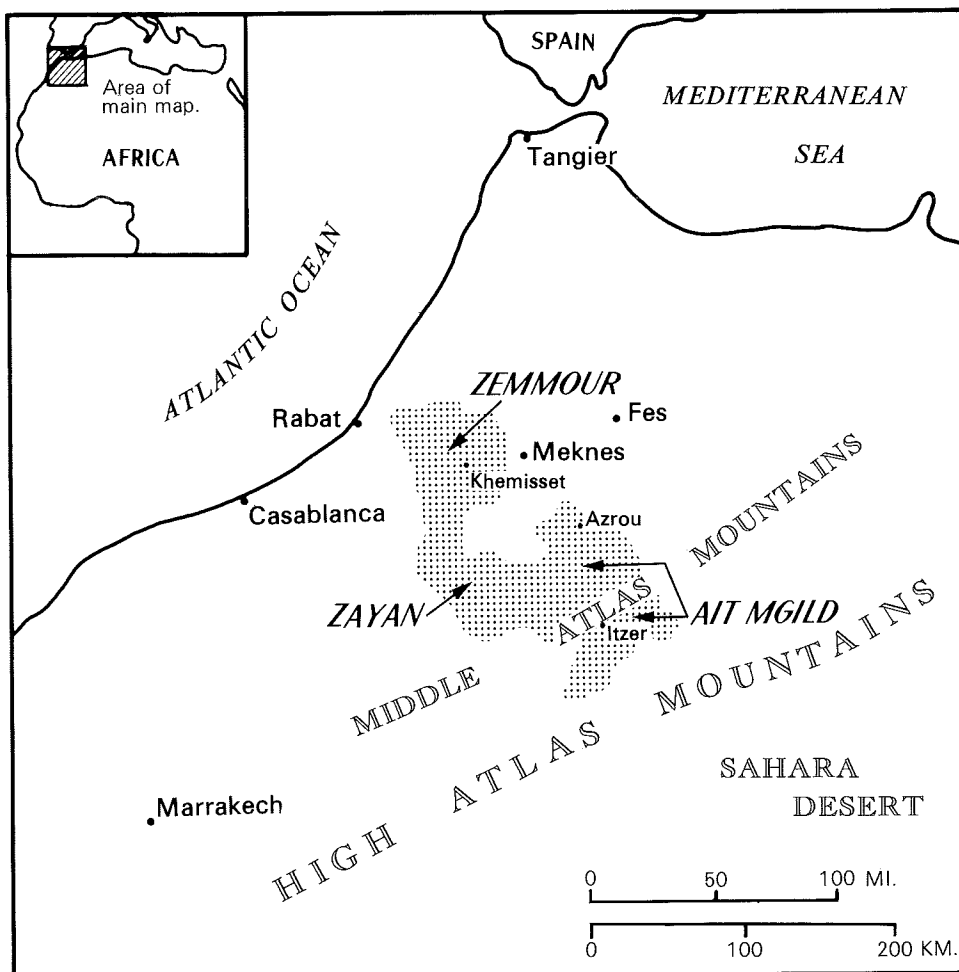 Area of
main map.
AFRICA
SPAIN
MEDITERRANEAN
SEA
Tangier
ATLANTIC OCEAN
ZEMMOUR
Rabat
Fes
Meknes
Khemisset
Casablanca
Azrou
MIDDLE ATLAS MOUNTAINS
ZAYAN
AIT MGILD
Itzer
HIGH ATLAS MOUNTAINS
SAHARA
DESERT
Marrakech
0 50 100 MI.
0 100 200 KM.